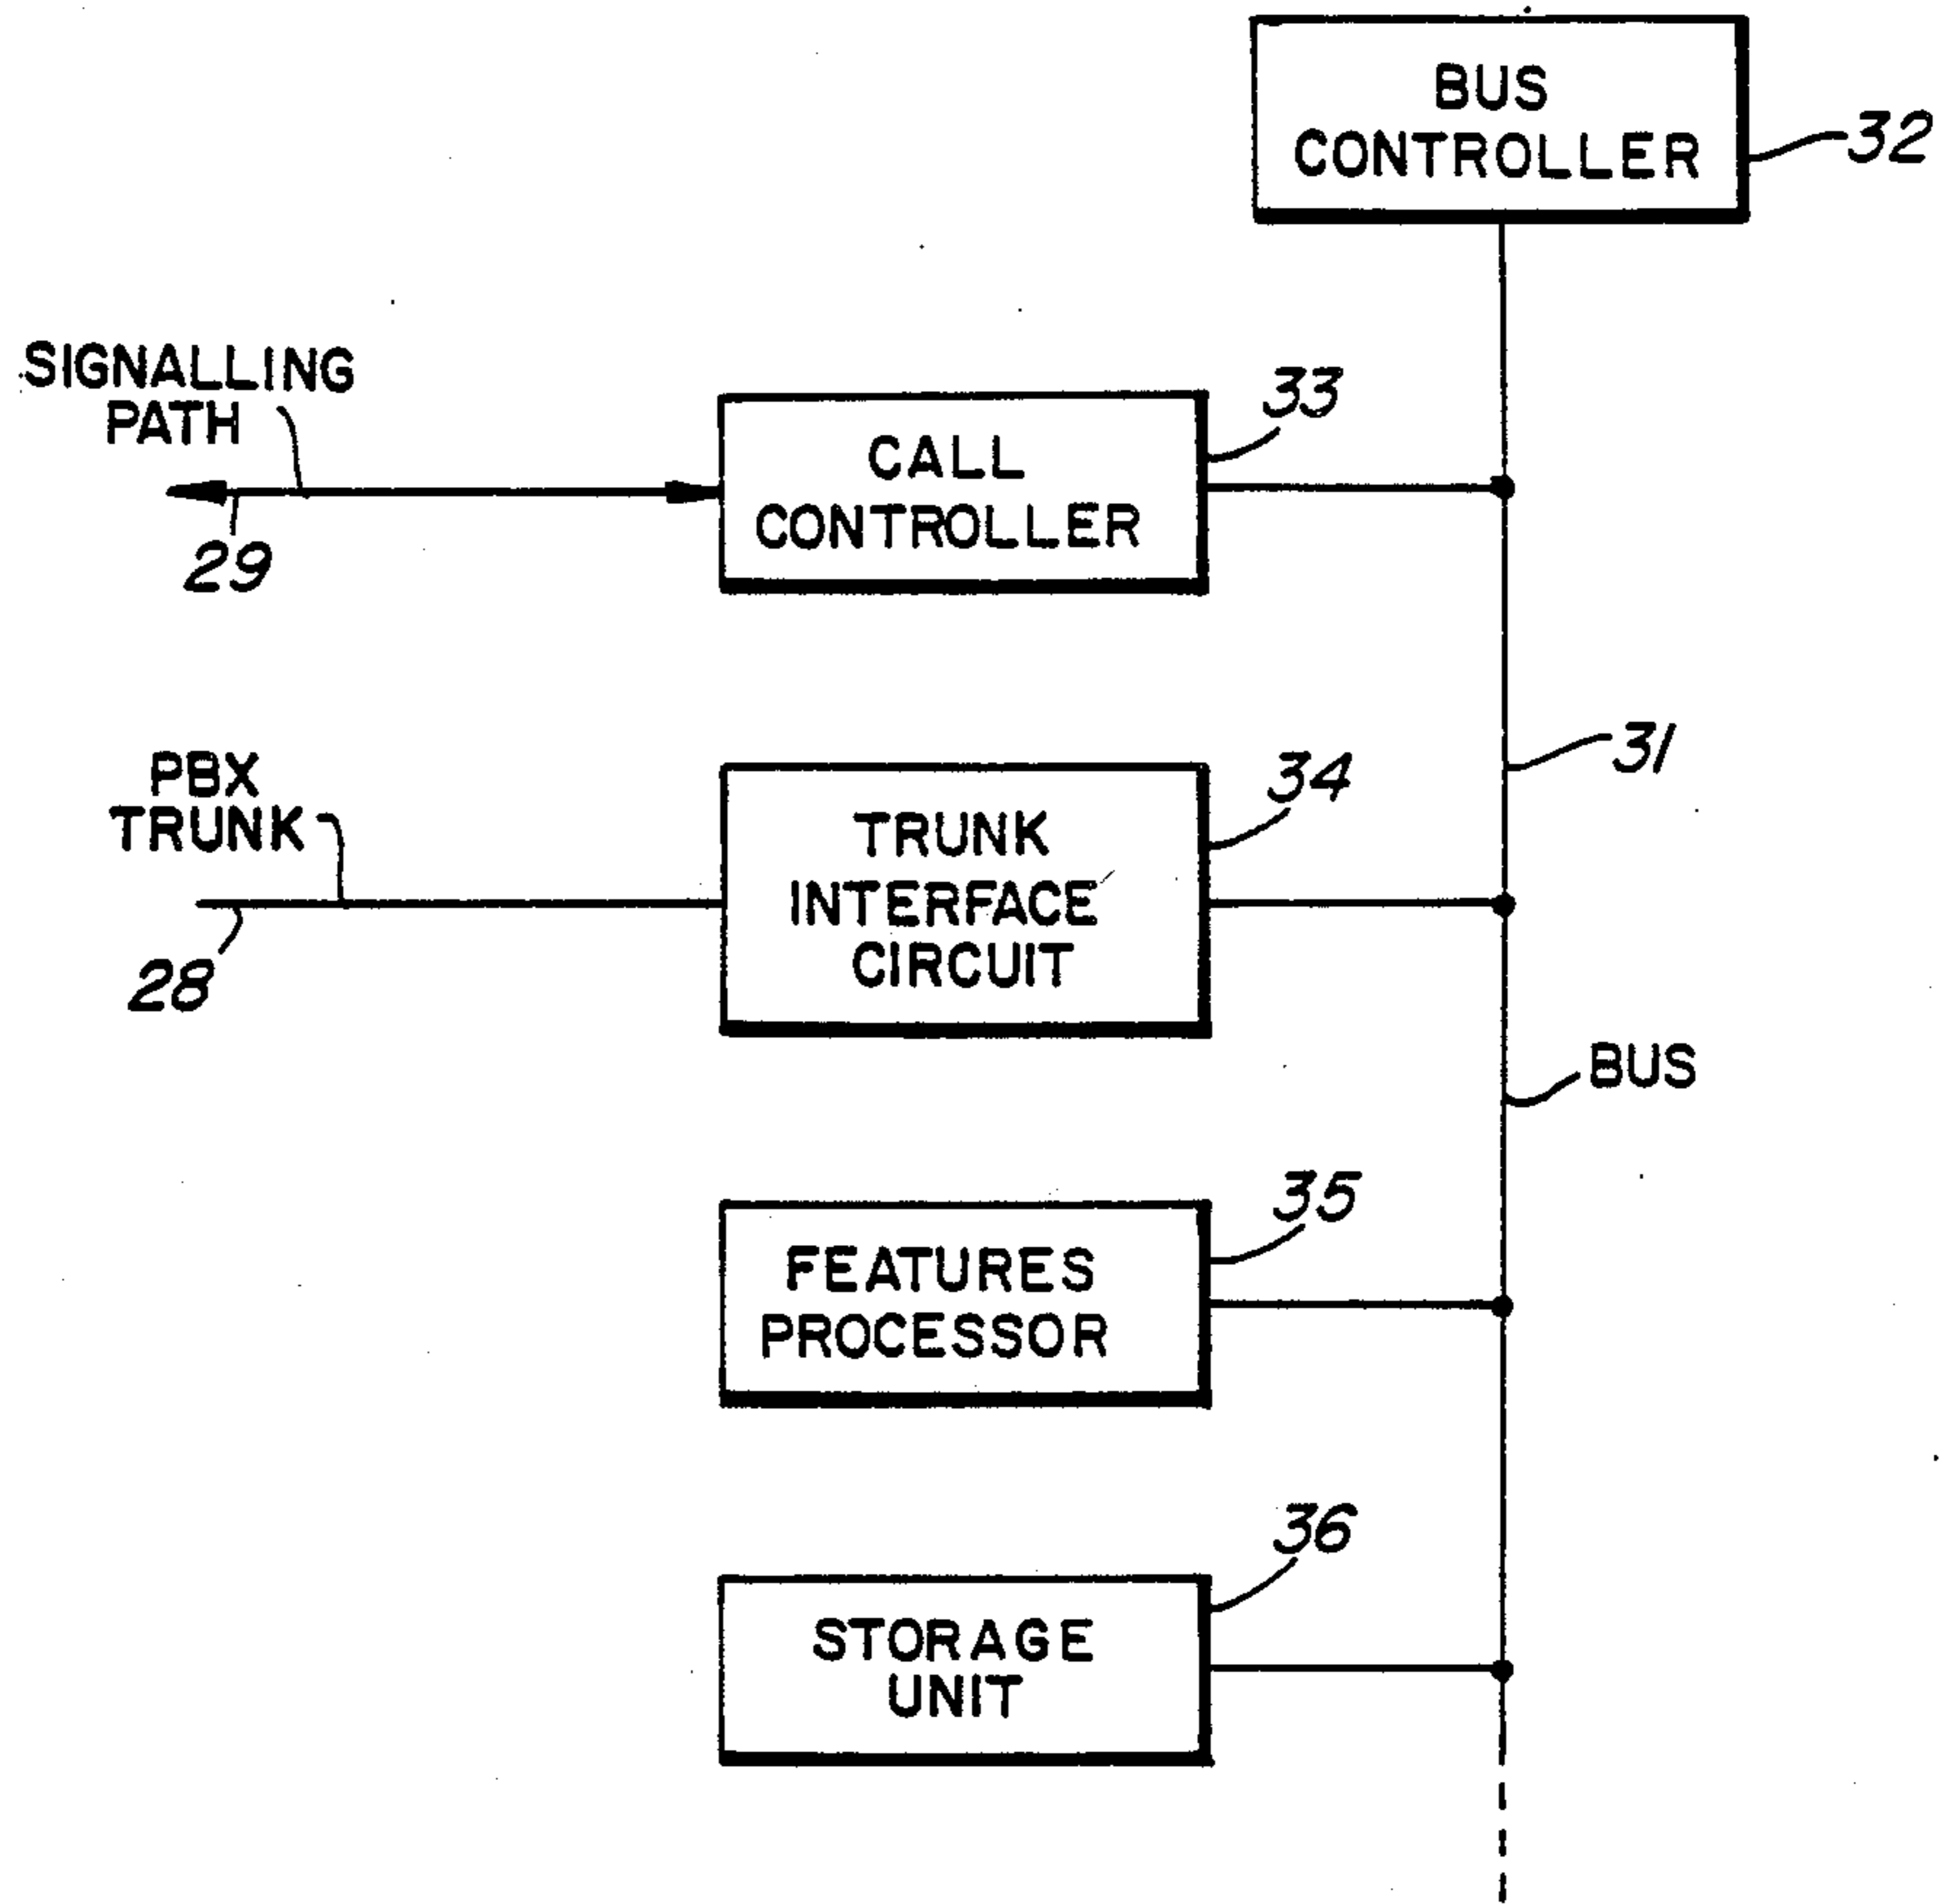 BUS
CONTROLLER
32
SIGNALLING
PATH
29
CALL
CONTROLLER
33
31
PBX
TRUNK
28
TRUNK
INTERFACE
CIRCUIT
34
BUS
FEATURES
PROCESSOR
35
STORAGE
UNIT
36